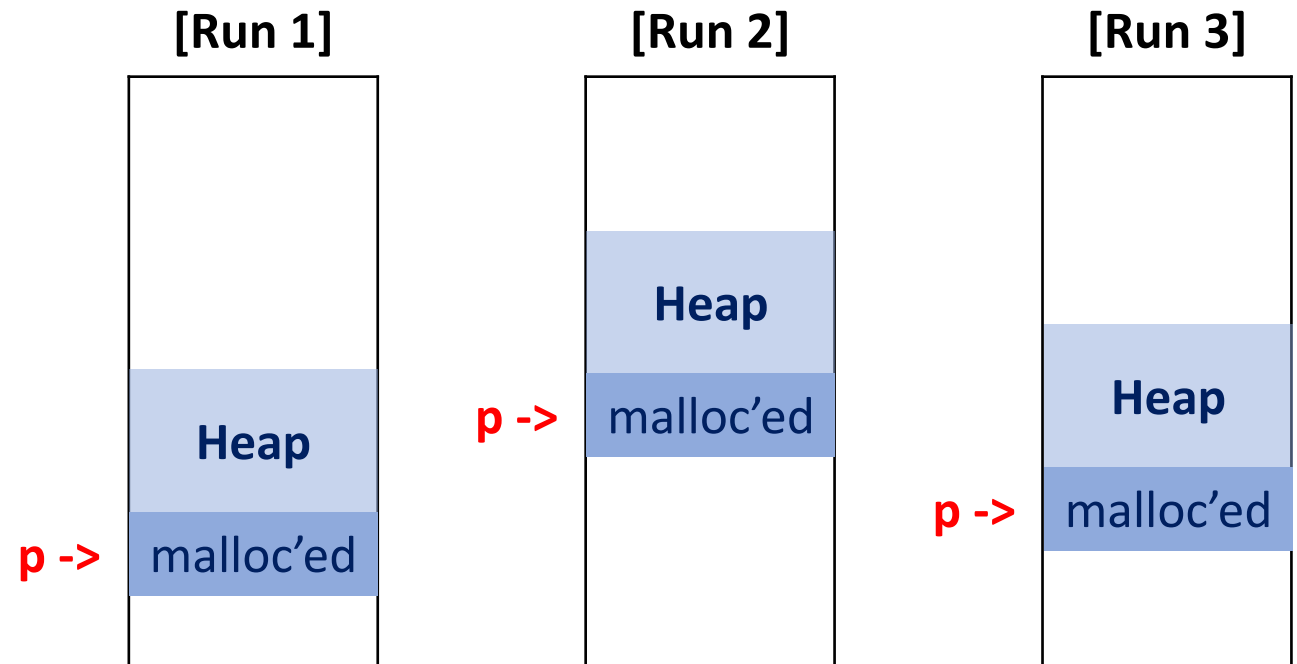 [Run 1]
Heap
p -> malloc’ed
[Run 2]
Heap
p -> malloc’ed
[Run 3]
Heap
p -> malloc’ed